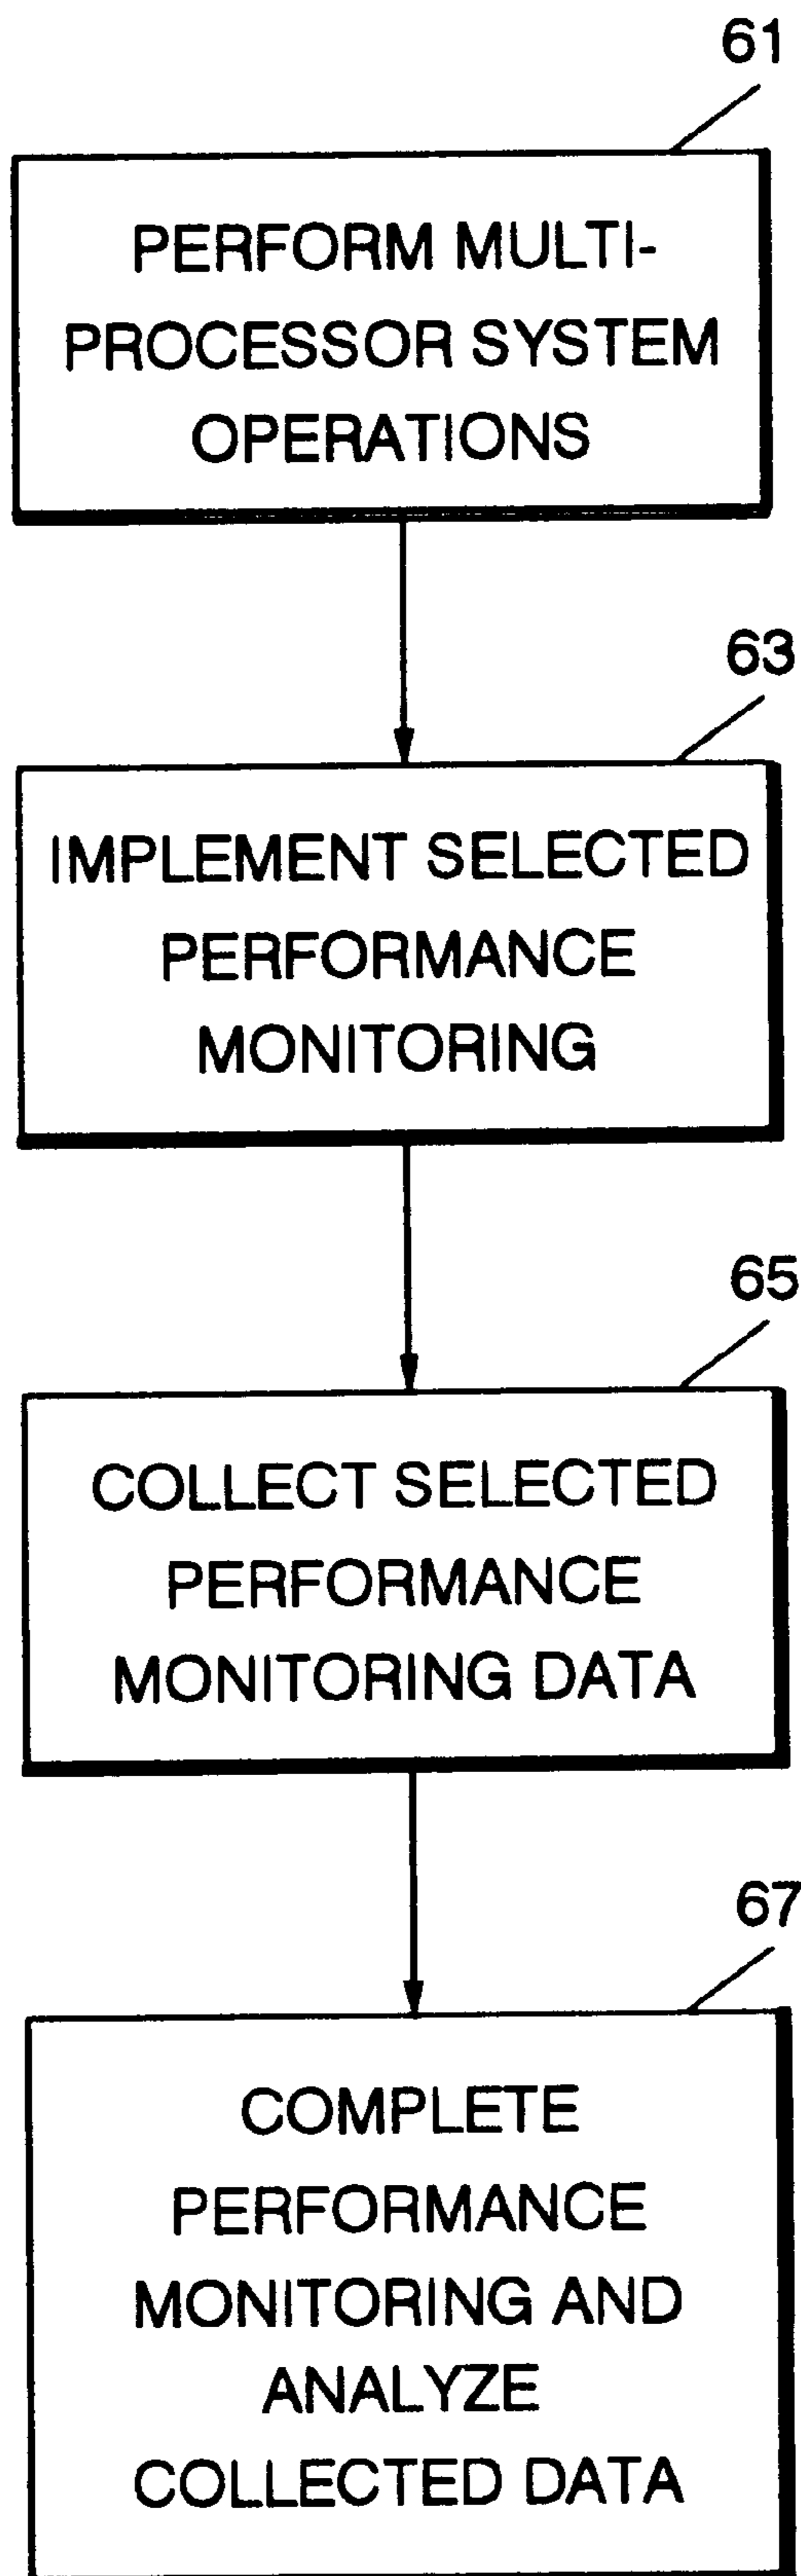 61
PERFORM MULTI-
PROCESSOR SYSTEM
OPERATIONS
63
IMPLEMENT SELECTED
PERFORMANCE
MONITORING
65
COLLECT SELECTED
PERFORMANCE
MONITORING DATA
67
COMPLETE
PERFORMANCE
MONITORING AND
ANALYZE
COLLECTED DATA